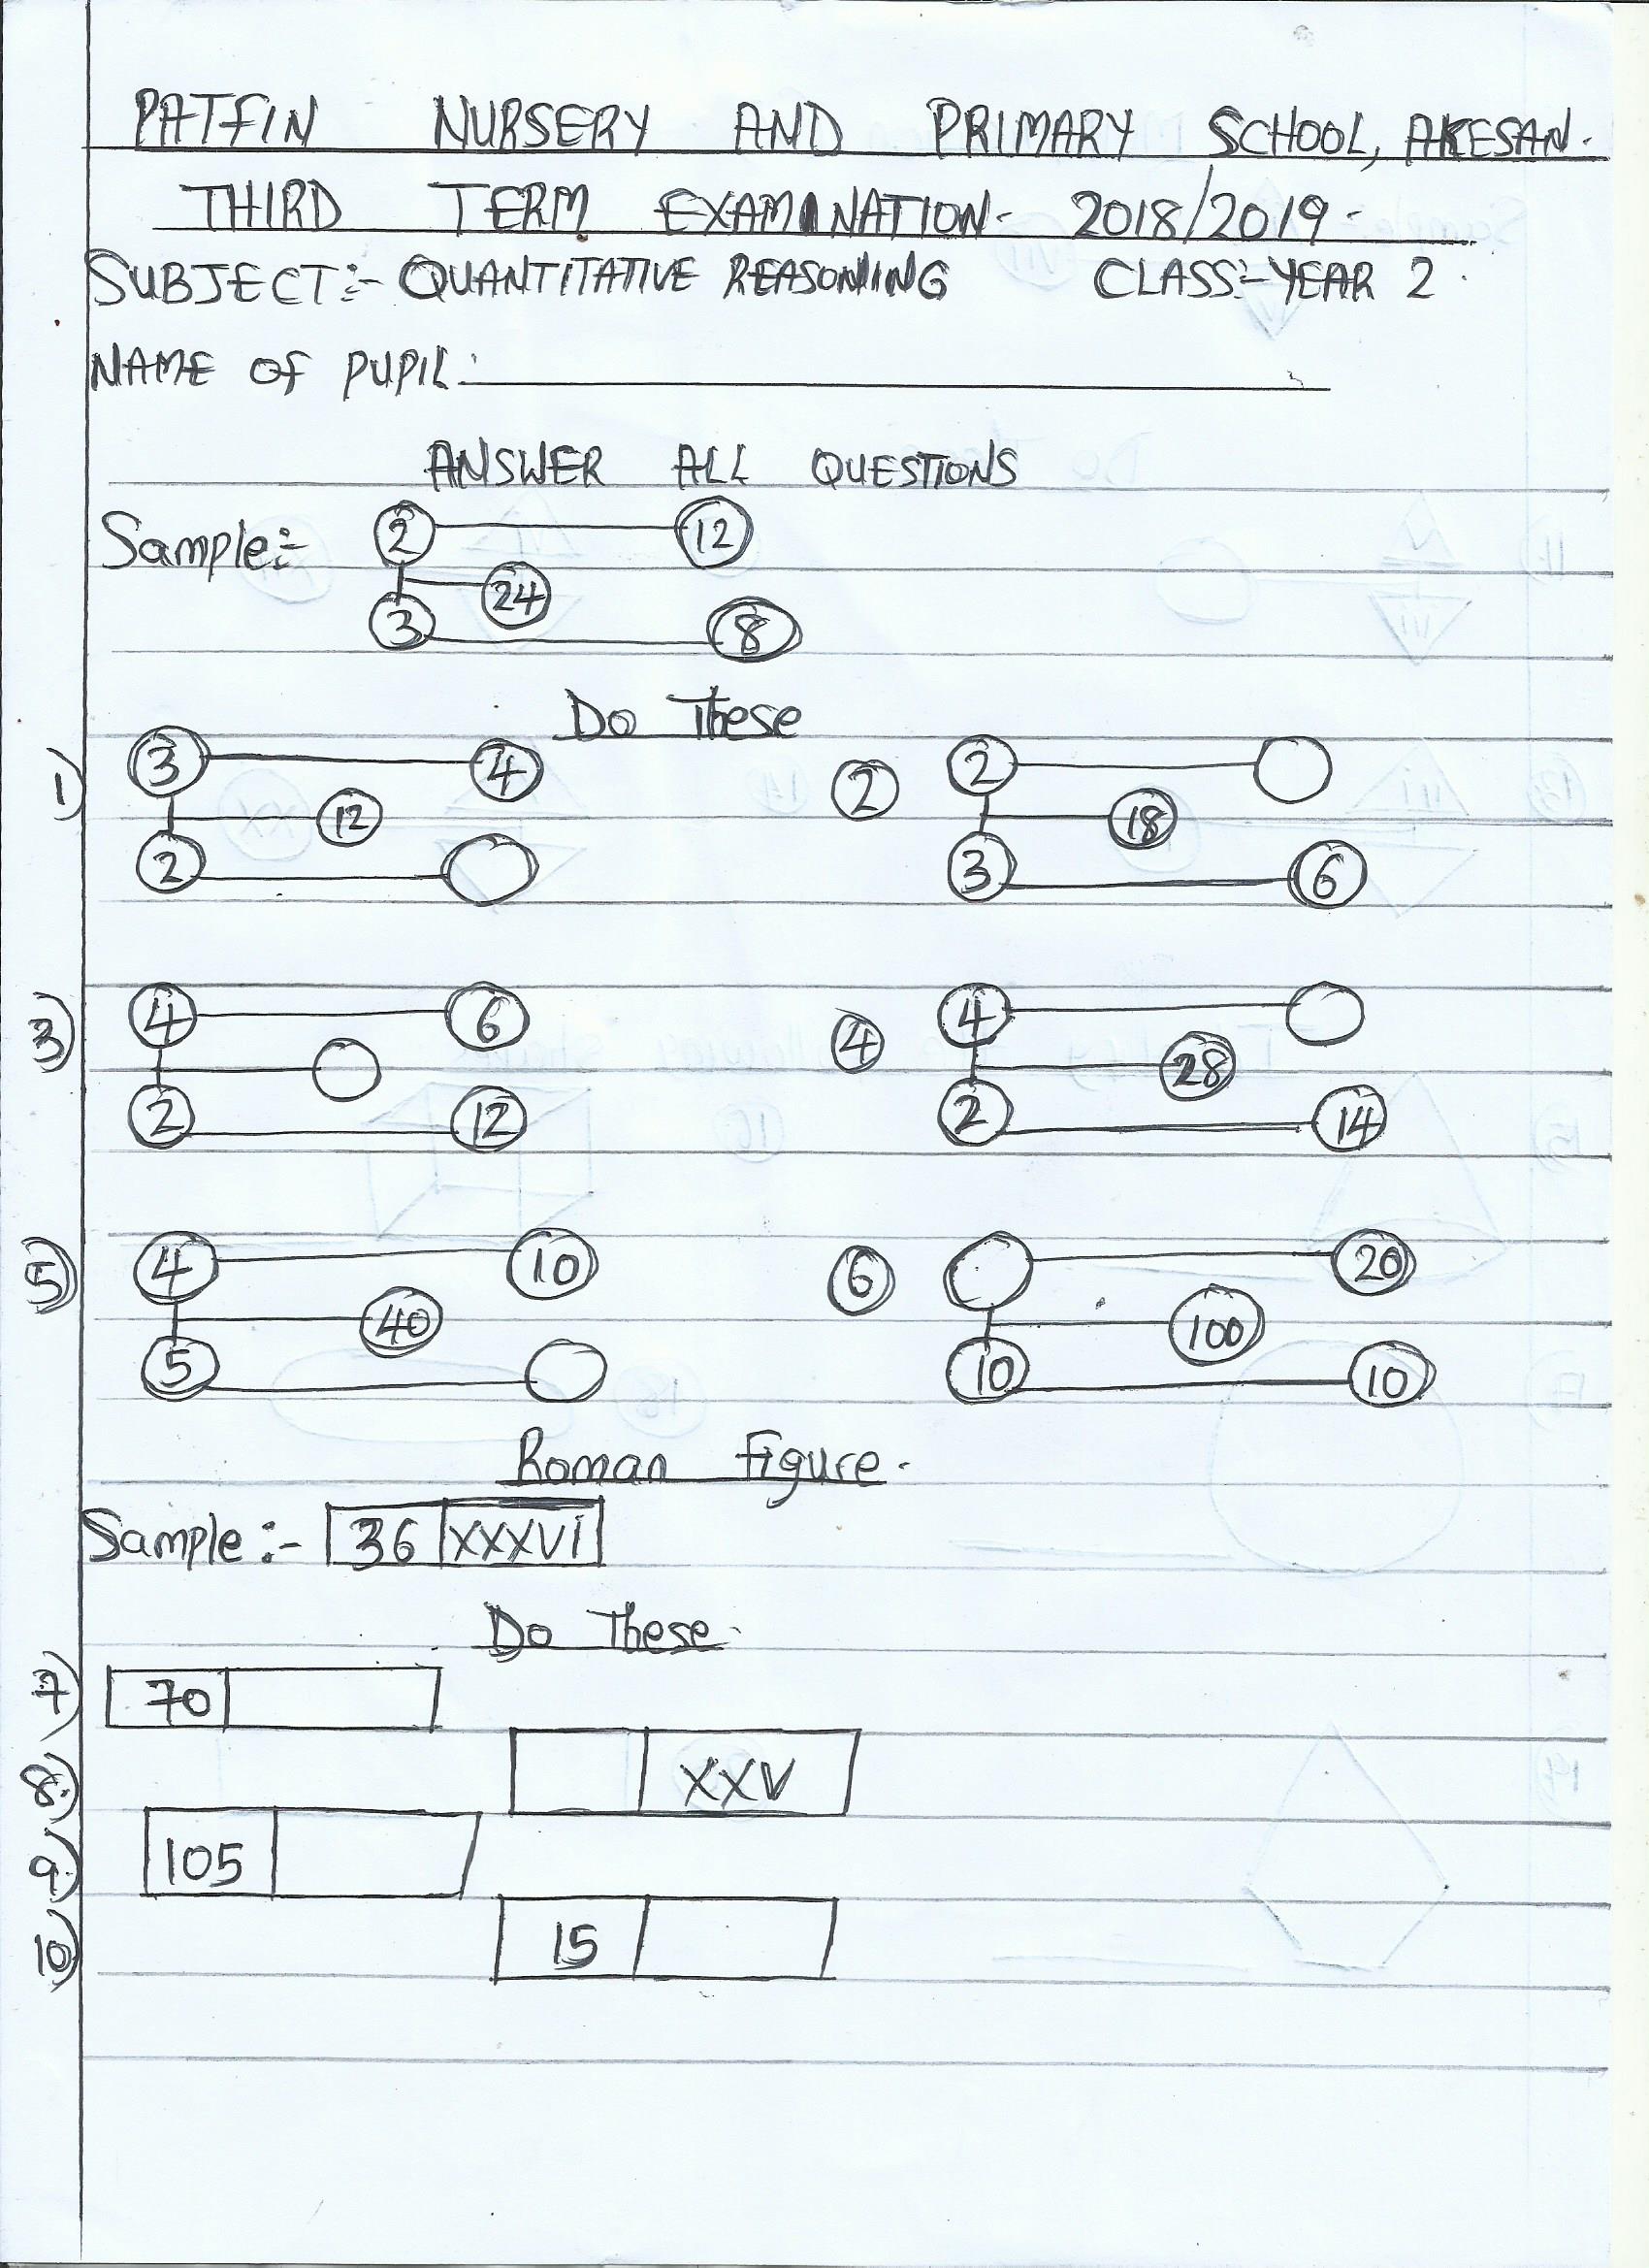 PATFIN NURSERY AND PRIMARY SCHOOL, AKESAN.
THIRD TERM EXAMINATION - 2018/2019 -
SUBJECT:- QUANTITATIVE REASONING CLASS:- YEAR 2.
NAME OF PUPIL:
ANSWER ALL QUESTIONS
Sample:- 2 12
24
3 8
Do These
1) 3 4 2 2
12 18
2 3 6
3) 4 6 4 4
28
2 12 2 14
5) 4 10 6 20
40 100
5 10 10
Roman Figure.
Sample:- 36 XXXVI
Do These.
7) 70
8) XXV
9) 105
10) 15